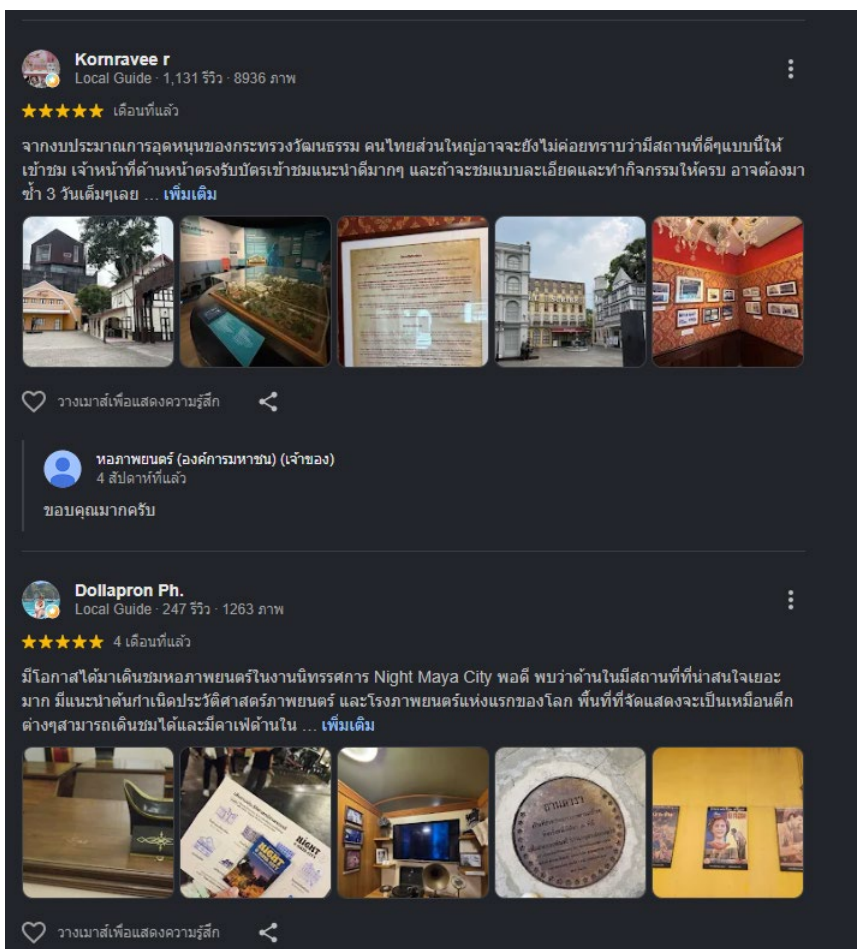 Kornravee r
Local Guide · 1,131 รีวิว · 8936 ภาพ
เดือนที่แล้ว
จากงบประมาณการอุดหนุนของกระทรวงวัฒนธรรม คนไทยส่วนใหญ่อาจจะยังไม่ค่อยทราบว่ามีสถานที่ดีๆแบบนี้ให้
เข้าชม เจ้าหน้าที่ด้านหน้าตรงรับบัตรเข้าชมแนะนำดีมากๆ และถ้าจะชมแบบละเอียดและทำกิจกรรมให้ครบ อาจต้องมา
ซ้ำ 3 วันเต็มๆเลย … เพิ่มเติม
วางเมาส์เพื่อแสดงความรู้สึก
หอภาพยนตร์ (องค์การมหาชน) (เจ้าของ)
4 สัปดาห์ที่แล้ว
ขอบคุณมากครับ
Dollapron Ph.
Local Guide · 247 รีวิว · 1263 ภาพ
4 เดือนที่แล้ว
มีโอกาสได้มาเดินชมหอภาพยนตร์ในงานนิทรรศการ Night Maya City พอดี พบว่าด้านในมีสถานที่ที่น่าสนใจเยอะ
มาก มีแนะนำต้นกำเนิดประวัติศาสตร์ภาพยนตร์ และโรงภาพยนตร์แห่งแรกของโลก พื้นที่ที่จัดแสดงจะเป็นเหมือนตึก
ต่างๆสามารถเดินชมได้และมีคาเฟ่ด้านใน … เพิ่มเติม
NIGHT
NIGHT
ลานดารา
วางเมาส์เพื่อแสดงความรู้สึก